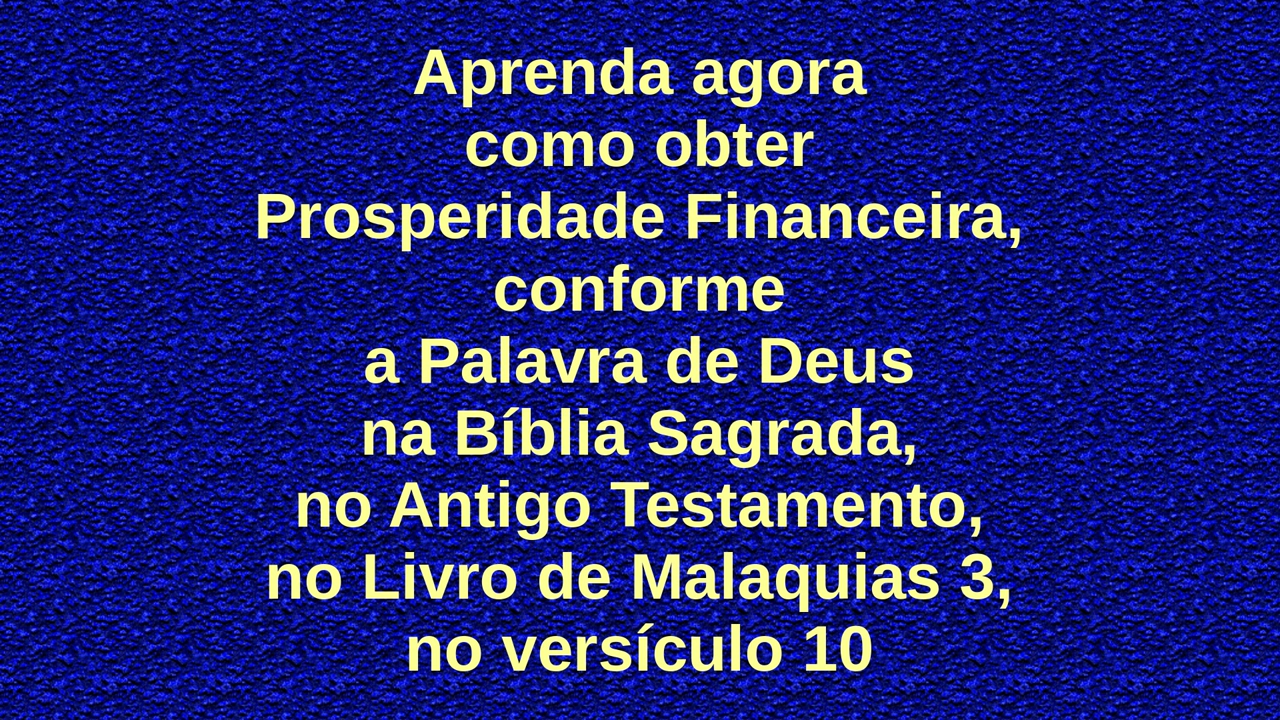 Aprenda agora
como obter
Prosperidade Financeira,
conforme
a Palavra de Deus
na Bíblia Sagrada,
no Antigo Testamento,
no Livro de Malaquias 3,
no versículo 10